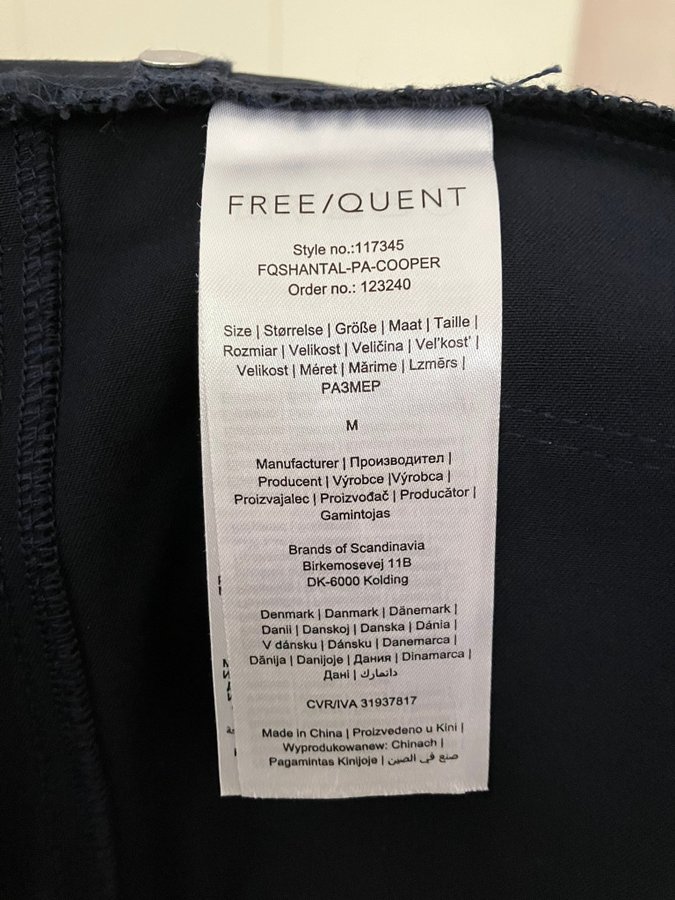 FREE/QUENT
Style no.:117345
FQSHANTAL-PA-COOPER
Order no.: 123240
Size | Størrelse | Größe | Maat | Taille |
Rozmiar | Velikost | Veličina | Vel'kost' |
Velikost | Méret | Mărime | Lzmērs |
РАЗМЕР
M
Manufacturer | Производител |
Producent | Výrobce |Výrobca |
Proizvajalec | Proizvođač | Producător |
Gamintojas
Brands of Scandinavia
Birkemosevej 11B
DK-6000 Kolding
Denmark | Danmark | Dänemark |
Danii | Danskoj | Danska | Dánia |
V dánsku | Dánsku | Danemarca |
Dānija | Danijoje | Дания | Dinamarca |
Дані | دانمارك
CVR/IVA 31937817
Made in China | Proizvedeno u Kini |
Wyprodukowanew: Chinach |
Pagamintas Kinijoje | صنع في الصين